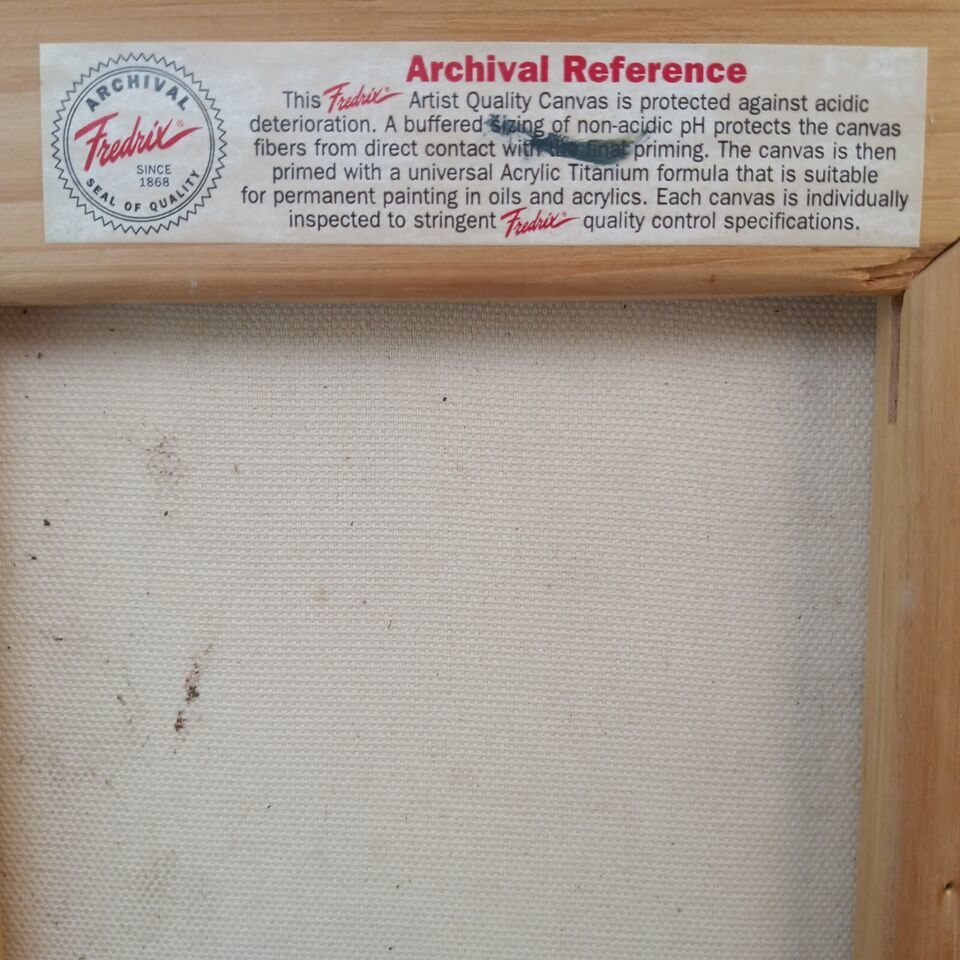 ARCHIVAL
Fredrix®
SINCE
1868
SEAL OF QUALITY
Archival Reference
This Fredrix® Artist Quality Canvas is protected against acidic
deterioration. A buffered sizing of non-acidic pH protects the canvas
fibers from direct contact with the final priming. The canvas is then
primed with a universal Acrylic Titanium formula that is suitable
for permanent painting in oils and acrylics. Each canvas is individually
inspected to stringent Fredrix® quality control specifications.